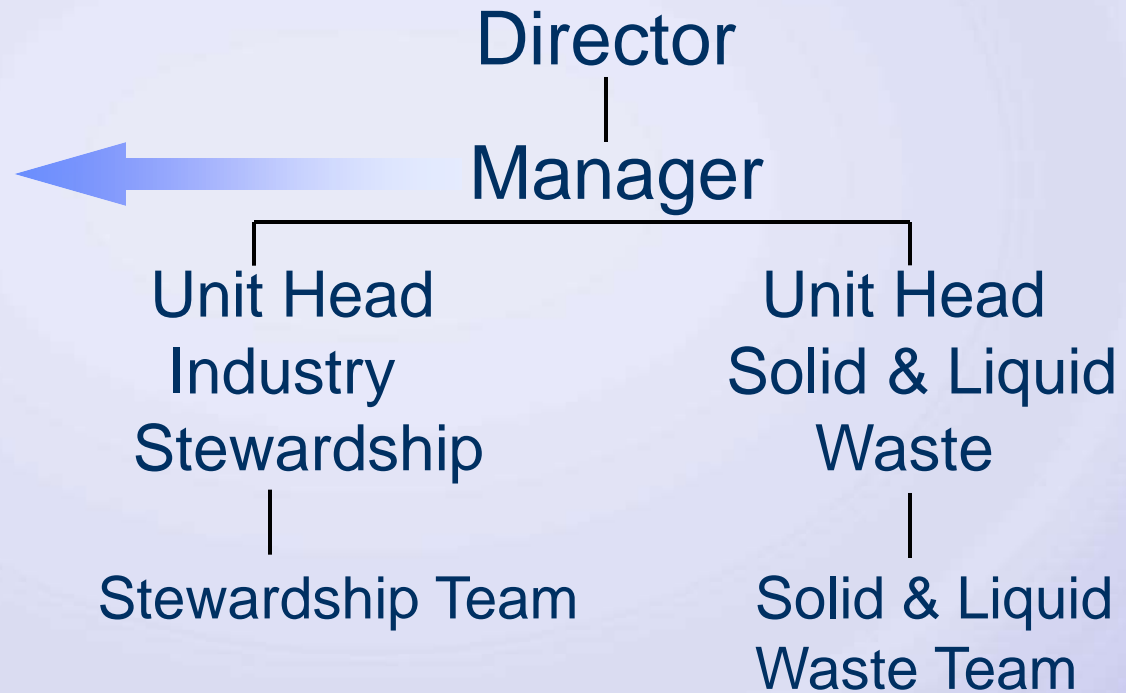 Director
Manager
Unit Head
Industry
Stewardship
Unit Head
Solid & Liquid
Waste
Stewardship Team
Solid & Liquid
Waste Team